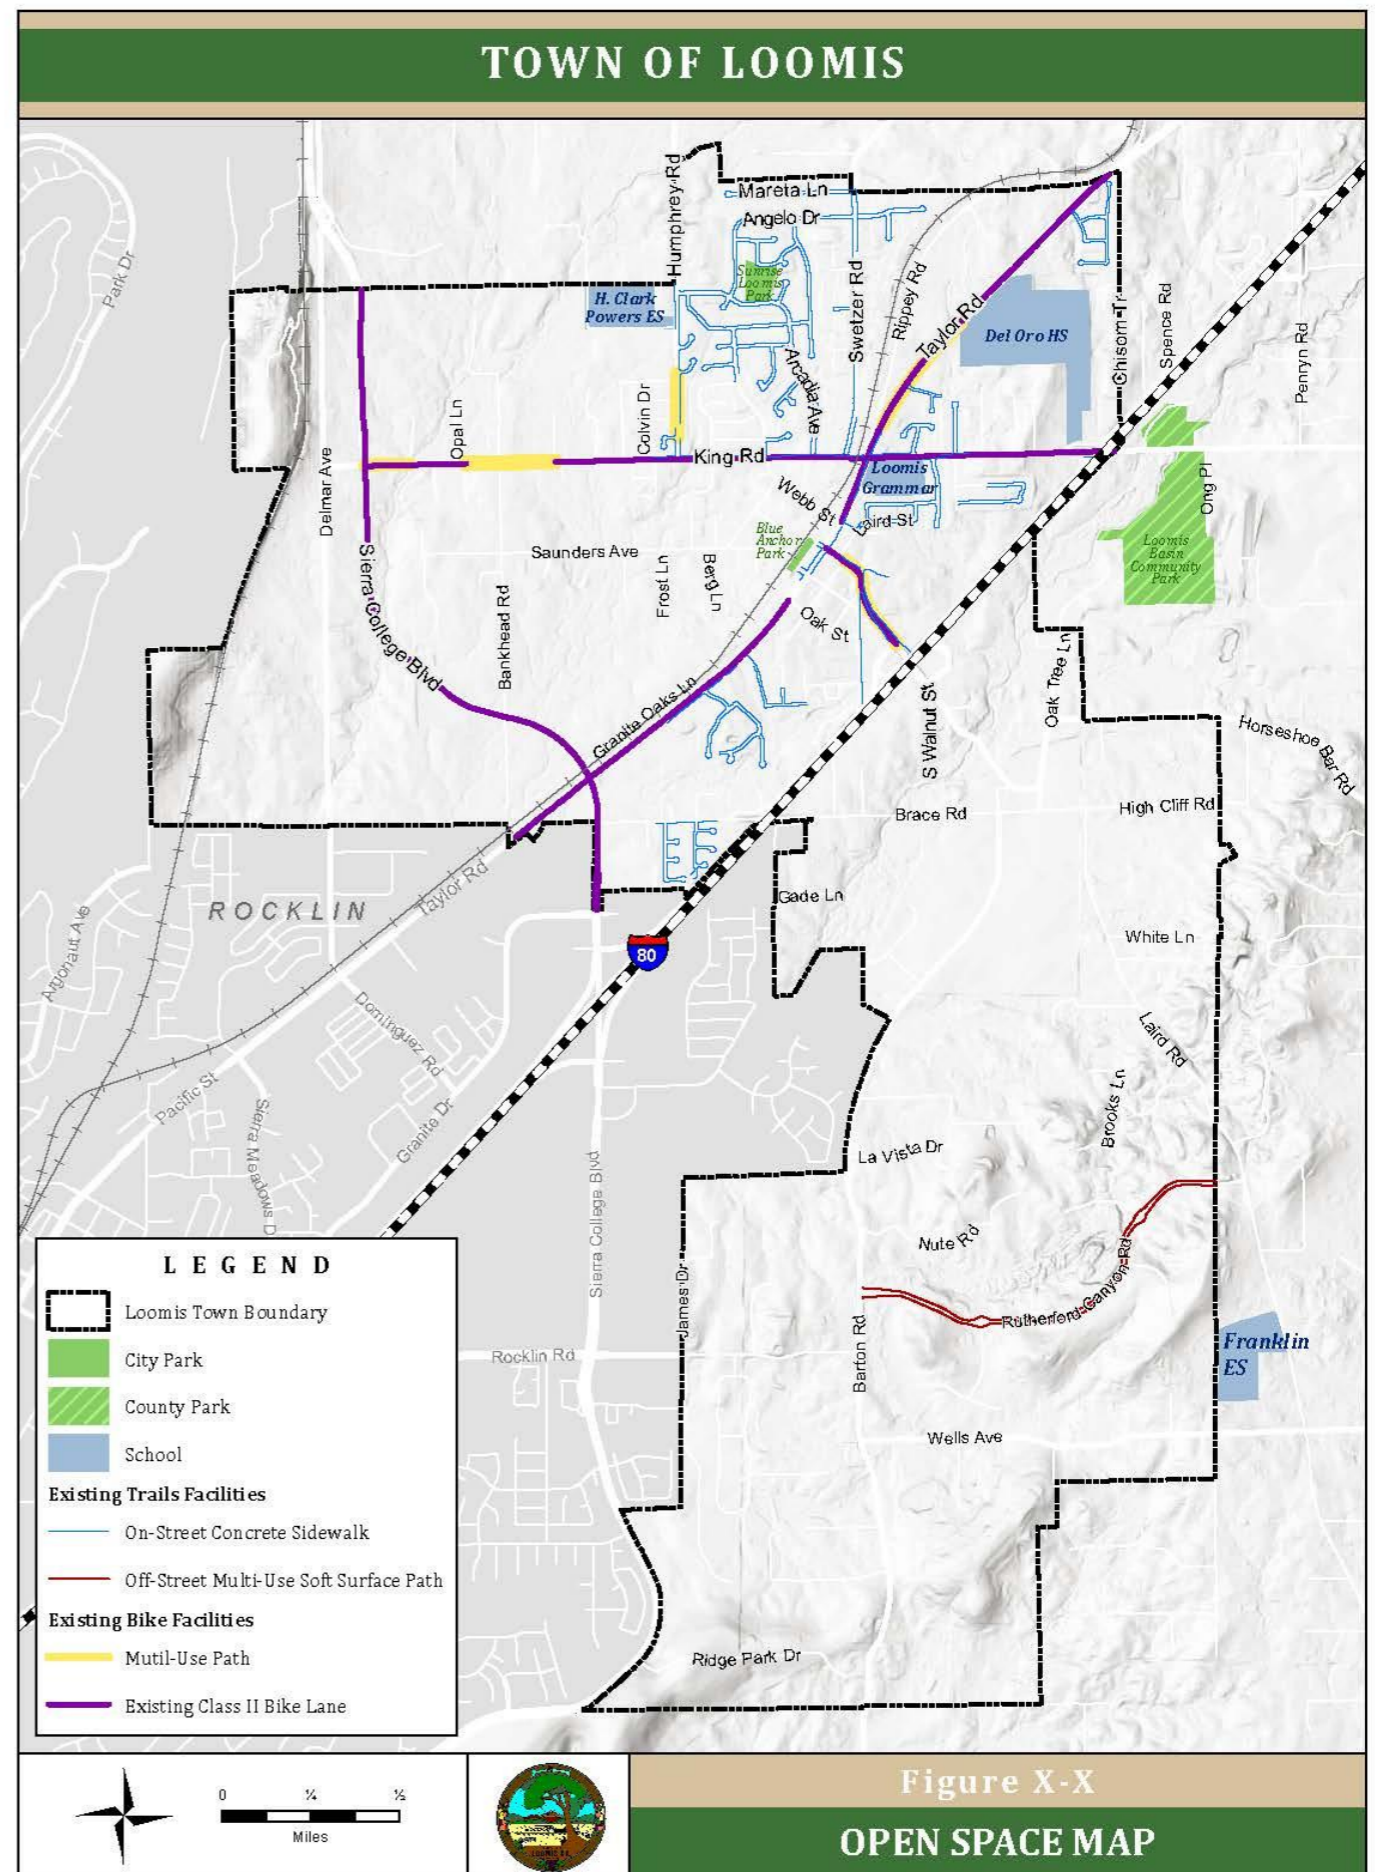 TOWN OF LOOMIS
Humphrey Rd
Mareta Ln
Angelo Dr
Park Dr
Sunrise
Loomis
Park
Swetzer Rd
Rippey Rd
H. Clark
Powers ES
Taylor Rd
Del Oro HS
Chisom Tr
Spence Rd
Penryn Rd
Arcadia Ave
Opal Ln
Colvin Dr
King Rd
Delmar Ave
Loomis
Grammar
Webb St
Laird St
Ong Pl
Blue
Anchor
Park
Saunders Ave
Frost Ln
Berg Ln
Loomis
Basin
Community
Park
Sierra College Blvd
Bankhead Rd
Oak St
Oak Tree Ln
Granite Oaks Ln
S Walnut St
Horseshoe Bar Rd
Brace Rd
High Cliff Rd
Taylor Rd
ROCKLIN
Gade Ln
Argonaut Ave
White Ln
80
Dominguez Rd
Laird Rd
Pacific St
Sierra Meadows D
Granite Dr
Brooks Ln
La Vista Dr
Sierra College Blvd
Nute Rd
James Dr
Rutherford Canyon Rd
Barton Rd
Rocklin Rd
Franklin
ES
Wells Ave
Ridge Park Dr
LEGEND
Loomis Town Boundary
City Park
County Park
School
Existing Trails Facilities
On-Street Concrete Sidewalk
Off-Street Multi-Use Soft Surface Path
Existing Bike Facilities
Mutil-Use Path
Existing Class II Bike Lane
0 ¼ ½
Miles
Figure X-X
OPEN SPACE MAP